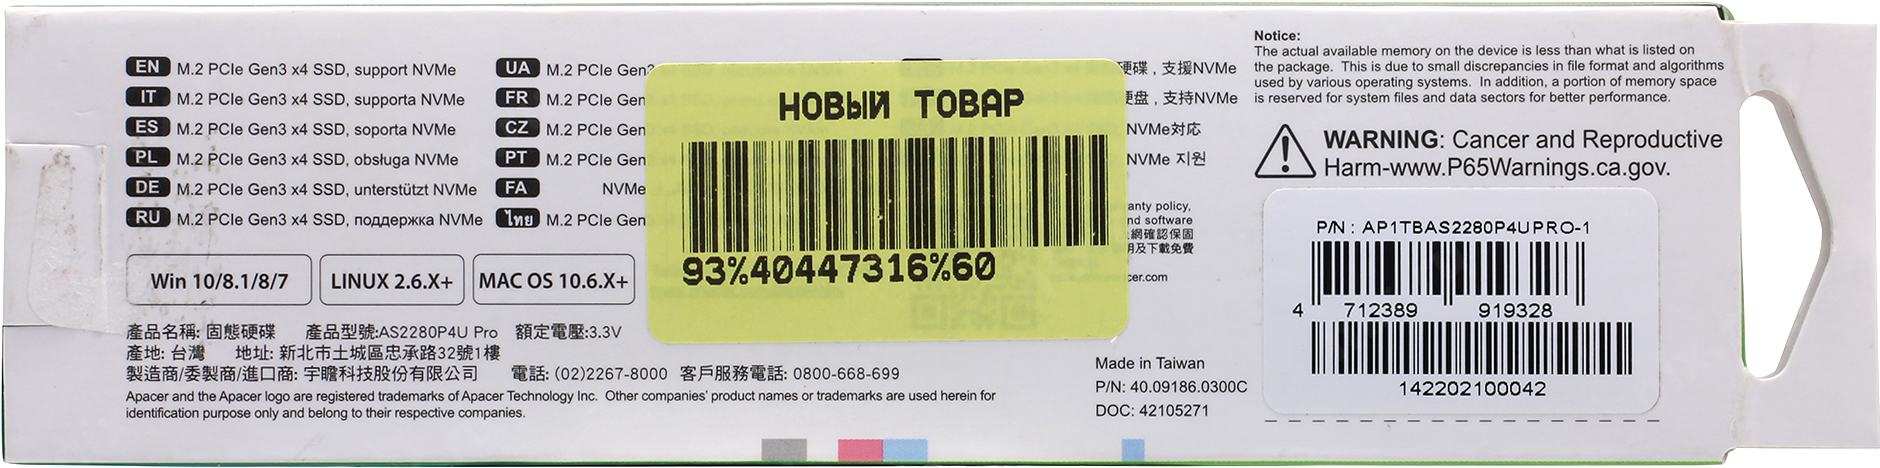 EN M.2 PCIe Gen3 x4 SSD, support NVMe
IT M.2 PCIe Gen3 x4 SSD, supporta NVMe
ES M.2 PCIe Gen3 x4 SSD, soporta NVMe
PL M.2 PCIe Gen3 x4 SSD, obsługa NVMe
DE M.2 PCIe Gen3 x4 SSD, unterstützt NVMe
RU M.2 PCIe Gen3 x4 SSD, поддержка NVMe
UA M.2 PCIe Gen3
FR M.2 PCIe Gen
CZ M.2 PCIe Gen
PT M.2 PCIe Gen
FA NVMe
ไทย M.2 PCIe Gen
硬碟 , 支援NVMe
硬盘 , 支持NVMe
NVMe対応
NVMe 지원
policy,
software
網確認保固
及下載免費
Win 10/8.1/8/7 LINUX 2.6.X+ MAC OS 10.6.X+
НОВЫЙ ТОВАР
93%40447316%60
產品名稱: 固態硬碟 產品型號:AS2280P4U Pro 額定電壓:3.3V
產地: 台灣 地址: 新北市土城區忠承路32號1樓
製造商/委製商/進口商: 宇瞻科技股份有限公司 電話: (02)2267-8000 客戶服務電話: 0800-668-699
Apacer and the Apacer logo are registered trademarks of Apacer Technology Inc. Other companies' product names or trademarks are used herein for
identification purpose only and belong to their respective companies.
Made in Taiwan
P/N: 40.09186.0300C
DOC: 42105271
Notice:
The actual available memory on the device is less than what is listed on
the package. This is due to small discrepancies in file format and algorithms
used by various operating systems. In addition, a portion of memory space
is reserved for system files and data sectors for better performance.
WARNING: Cancer and Reproductive
Harm-www.P65Warnings.ca.gov.
P/N : AP1TBAS2280P4UPRO-1
4 712389 919328
142202100042